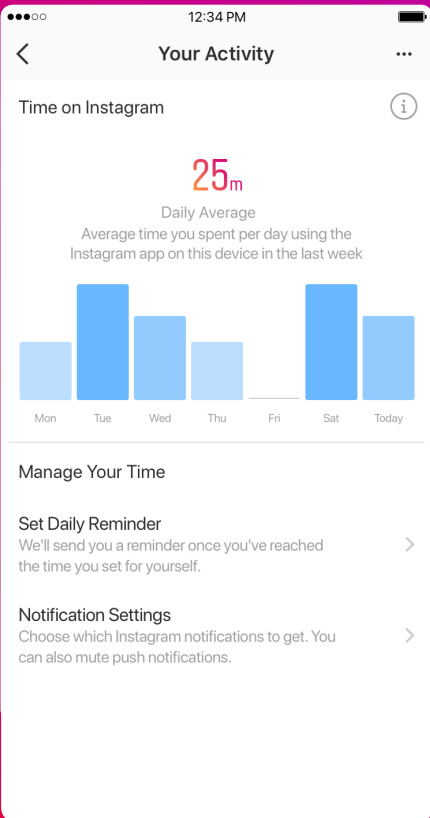 12:34 PM
Your Activity
Time on Instagram
25m
Daily Average
Average time you spent per day using the
Instagram app on this device in the last week
Mon Tue Wed Thu Fri Sat Today
Manage Your Time
Set Daily Reminder
We'll send you a reminder once you've reached
the time you set for yourself.
Notification Settings
Choose which Instagram notifications to get. You
can also mute push notifications.